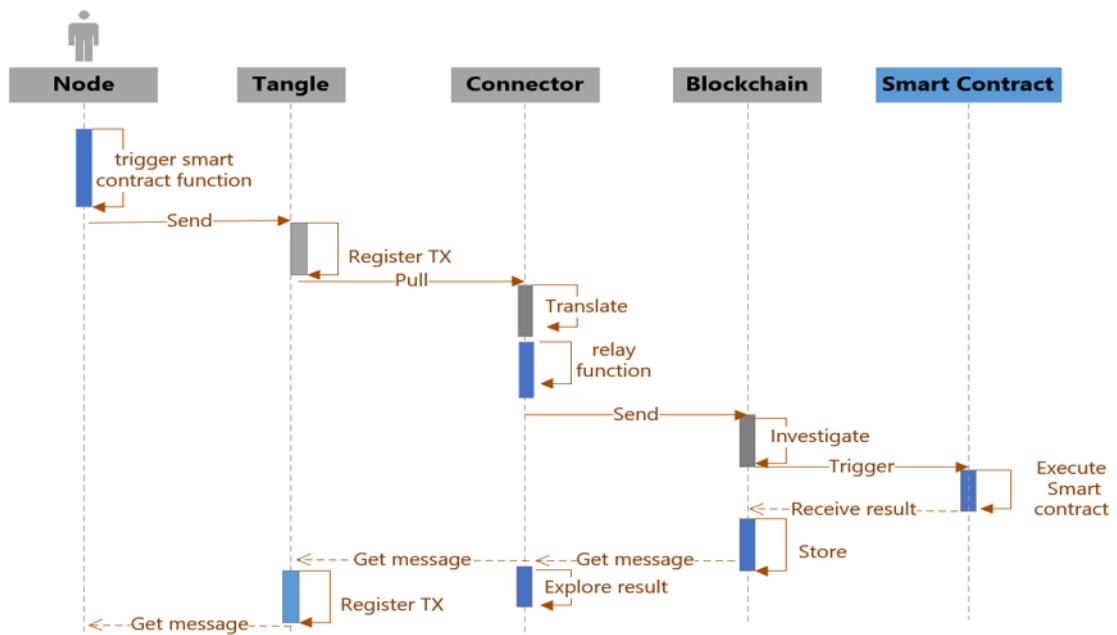 Node
Tangle
Connector
Blockchain
Smart Contract
trigger smart
contract function
Send
Register TX
Pull
Translate
relay
function
Send
Investigate
Trigger
Execute
Smart
contract
Receive result
Store
Get message
Get message
Explore result
Register TX
Get message